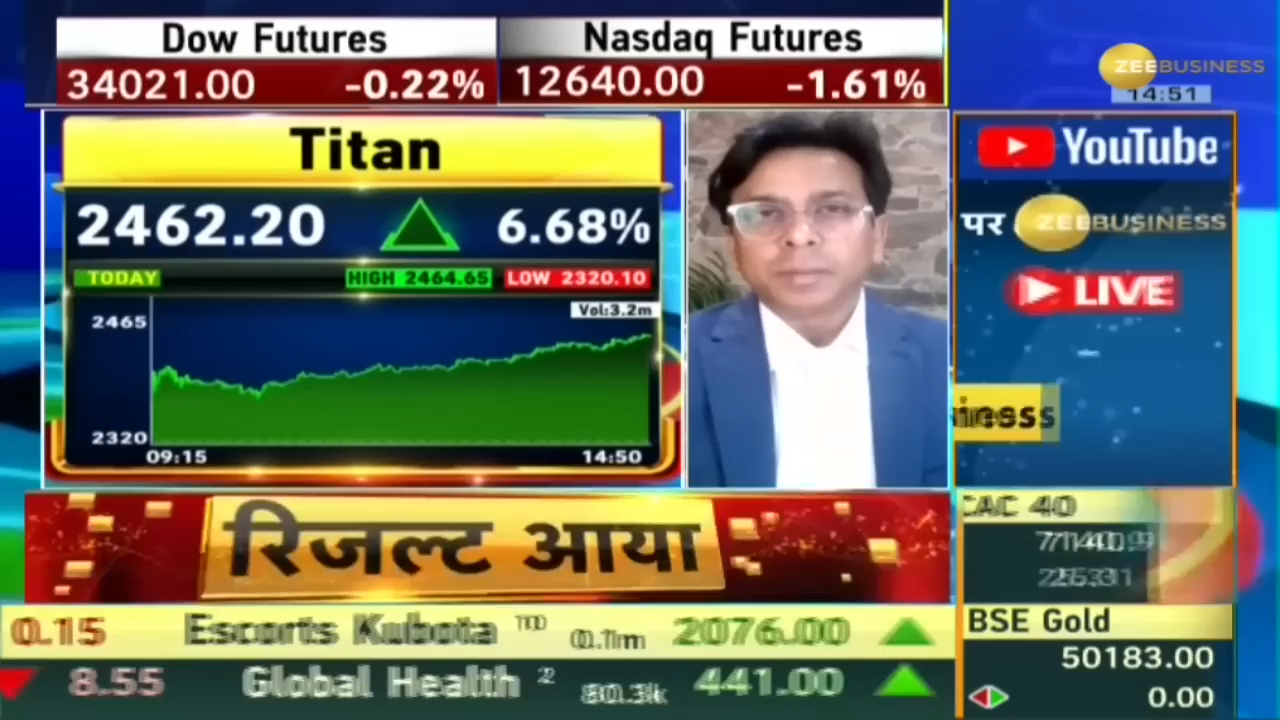 Dow Futures
34021.00 -0.22%
Nasdaq Futures
12640.00 -1.61%
ZEEBUSINESS
14:51
Titan
2462.20 6.68%
TODAY HIGH 2464.65 LOW 2320.10
Vol:3.2m
2465
2320
09:15 14:50
YouTube
पर ZEEBUSINESS
LIVE
रिजल्ट आया
CAC 40
BSE Gold
50183.00
0.00
0.15 Escorts Kubota 2076.00
8.55 Global Health 80.3k 441.00